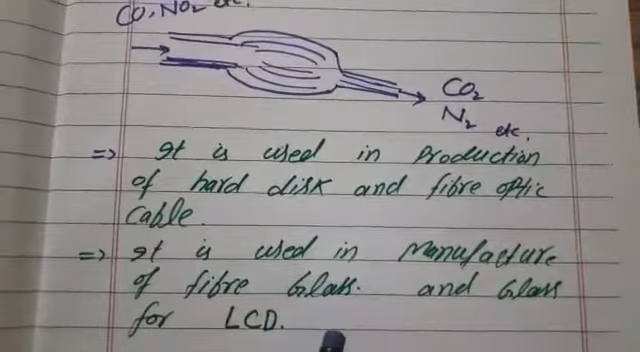 CO, NO2 etc.
CO2
N2 etc.
=> It is used in Production
of hard disk and fibre optic
Cable.
=> It is used in Manufacture
of fibre Glass. and Glass
for LCD.